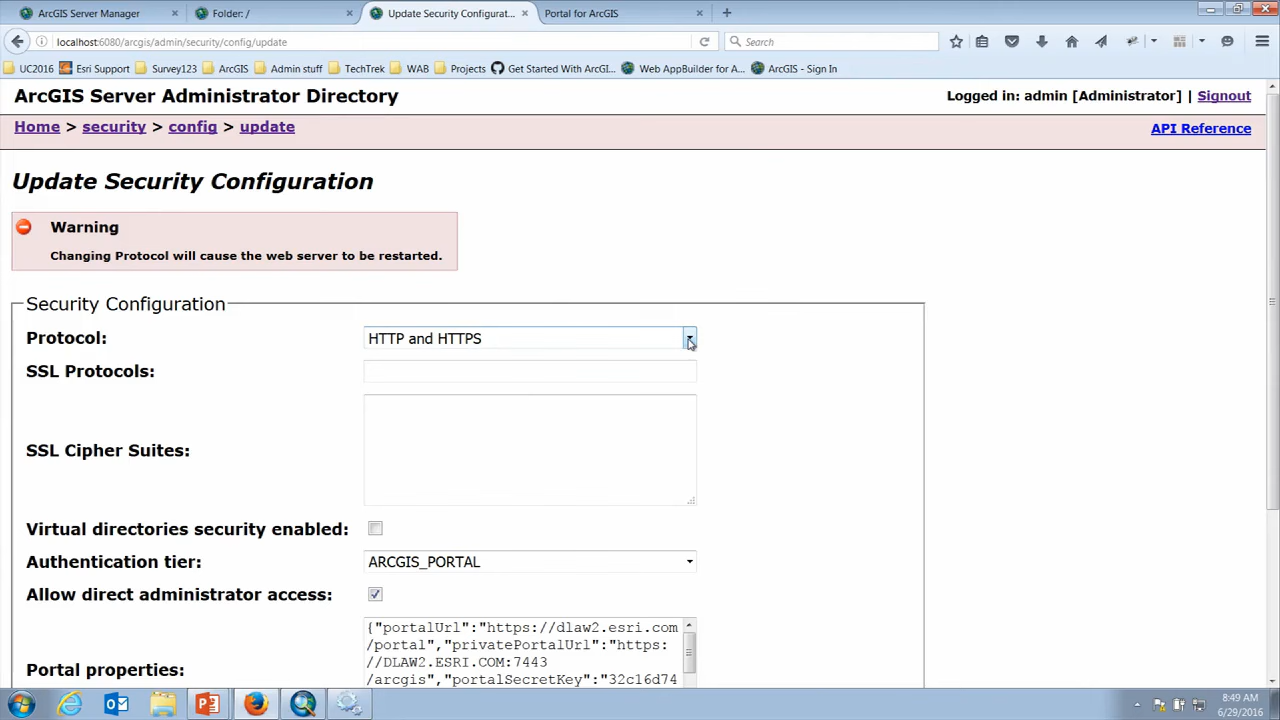 ArcGIS Server Manager
Folder: /
Update Security Configurat...
Portal for ArcGIS
localhost:6080/arcgis/admin/security/config/update
Search
UC2016 Esri Support Survey123 ArcGIS Admin stuff TechTrek WAB Projects Get Started With ArcGI... Web AppBuilder for A... ArcGIS - Sign In
ArcGIS Server Administrator Directory
Logged in: admin [Administrator] | Signout
Home > security > config > update
API Reference
Update Security Configuration
Warning
Changing Protocol will cause the web server to be restarted.
Security Configuration
Protocol: HTTP and HTTPS
SSL Protocols:
SSL Cipher Suites:
Virtual directories security enabled:
Authentication tier: ARCGIS_PORTAL
Allow direct administrator access:
{"portalUrl":"https://dlaw2.esri.com
/portal","privatePortalUrl":"https:
Portal properties:
//DLAW2.ESRI.COM:7443
/arcgis","portalSecretKey":"32c16d74
8:49 AM
6/29/2016